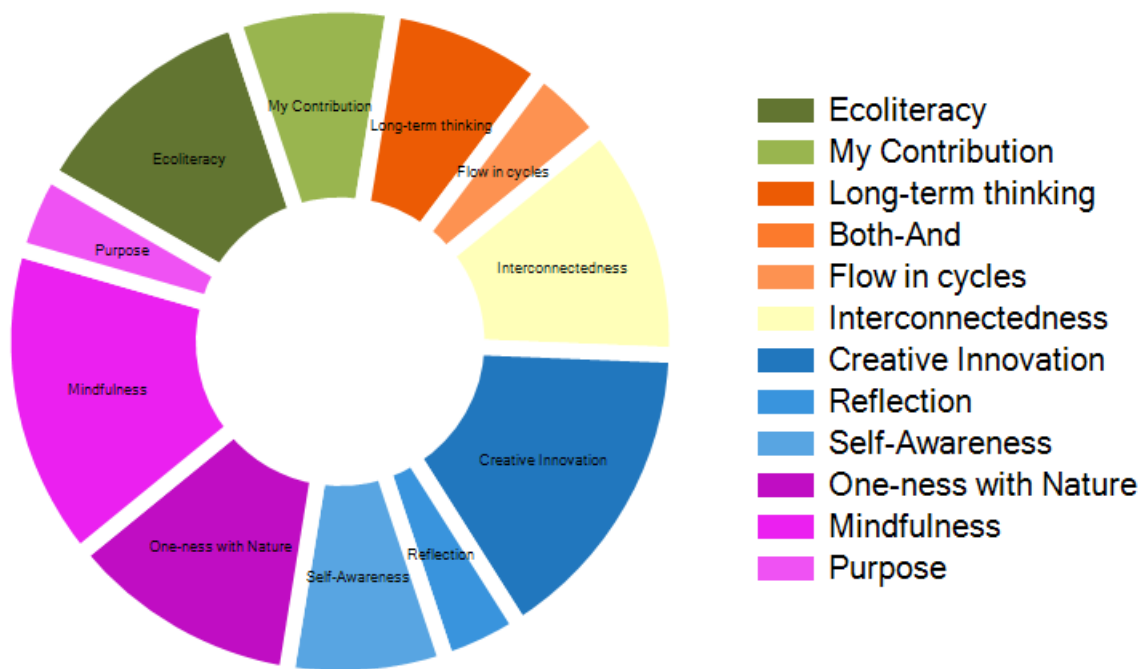 My Contribution
Long-term thinking
Ecoliteracy
Flow in cycles
Purpose
Interconnectedness
Mindfulness
Creative Innovation
One-ness with Nature
Reflection
Self-Awareness
Ecoliteracy
My Contribution
Long-term thinking
Both-And
Flow in cycles
Interconnectedness
Creative Innovation
Reflection
Self-Awareness
One-ness with Nature
Mindfulness
Purpose